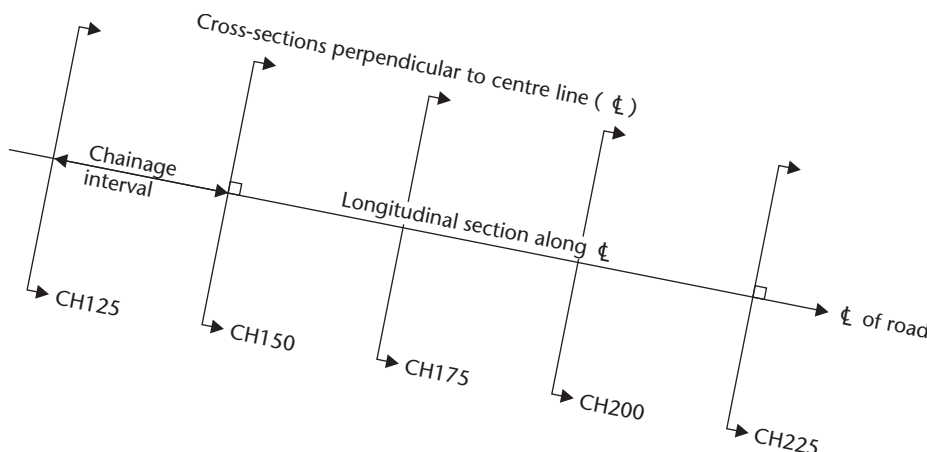 Cross-sections perpendicular to centre line ( ℄ )
Chainage
interval
Longitudinal section along ℄
℄ of road
CH125
CH150
CH175
CH200
CH225